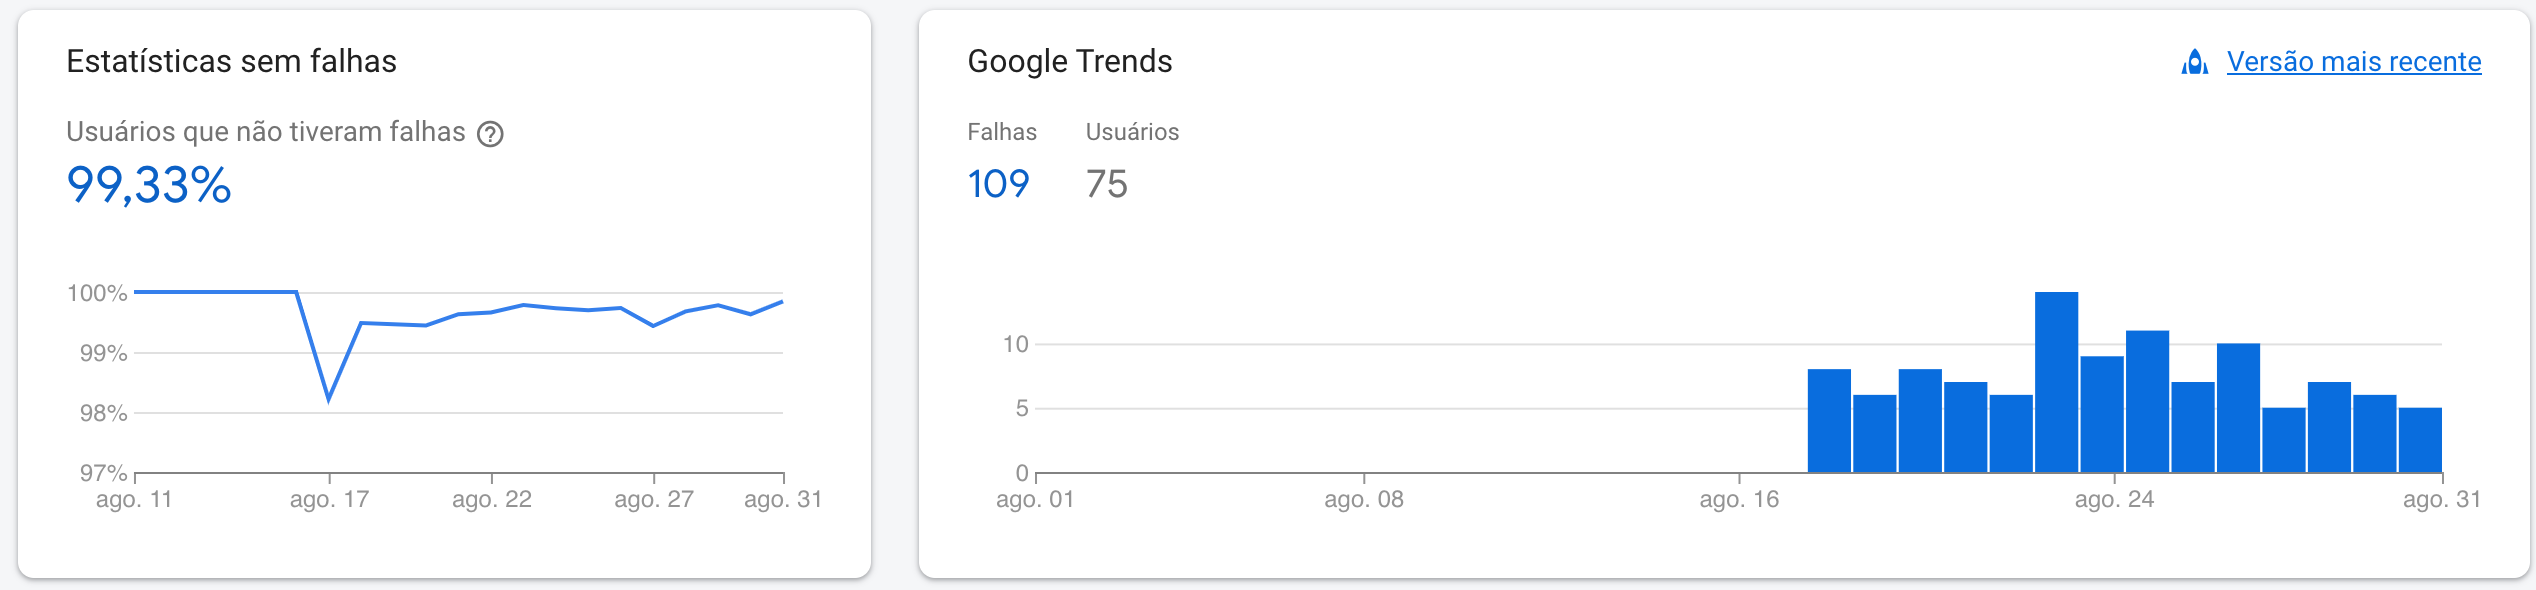 Estatísticas sem falhas
Usuários que não tiveram falhas ?
99,33%
100%
99%
98%
97%
ago. 11 ago. 17 ago. 22 ago. 27 ago. 31
Google Trends
Versão mais recente
Falhas Usuários
109 75
10
5
0
ago. 01 ago. 08 ago. 16 ago. 24 ago. 31